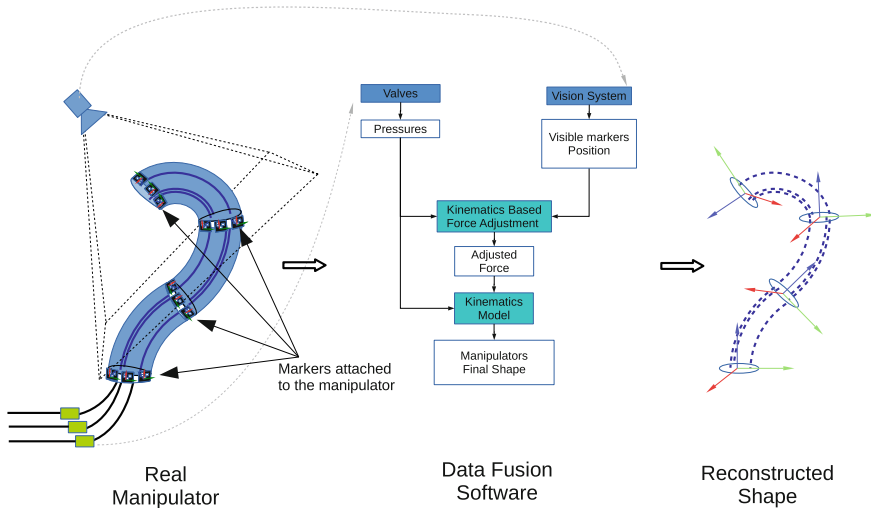 Valves
Pressures
Vision System
Visible markers
Position
Kinematics Based
Force Adjustment
Adjusted
Force
Kinematics
Model
Manipulators
Final Shape
Markers attached
to the manipulator
Real
Manipulator
Data Fusion
Software
Reconstructed
Shape